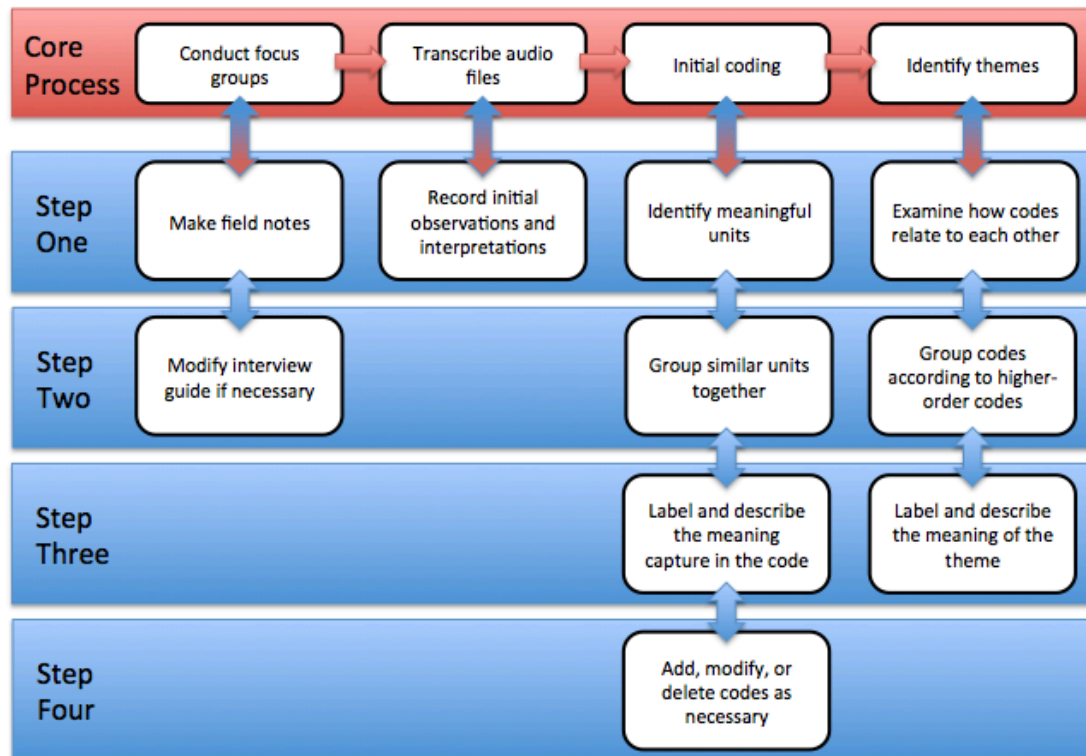 Core
Process
Conduct focus
groups
Transcribe audio
files
Initial coding
Identify themes
Step
One
Make field notes
Record initial
observations and
interpretations
Identify meaningful
units
Examine how codes
relate to each other
Step
Two
Modify interview
guide if necessary
Group similar units
together
Group codes
according to higher-
order codes
Step
Three
Label and describe
the meaning
capture in the code
Label and describe
the meaning of the
theme
Step
Four
Add, modify, or
delete codes as
necessary